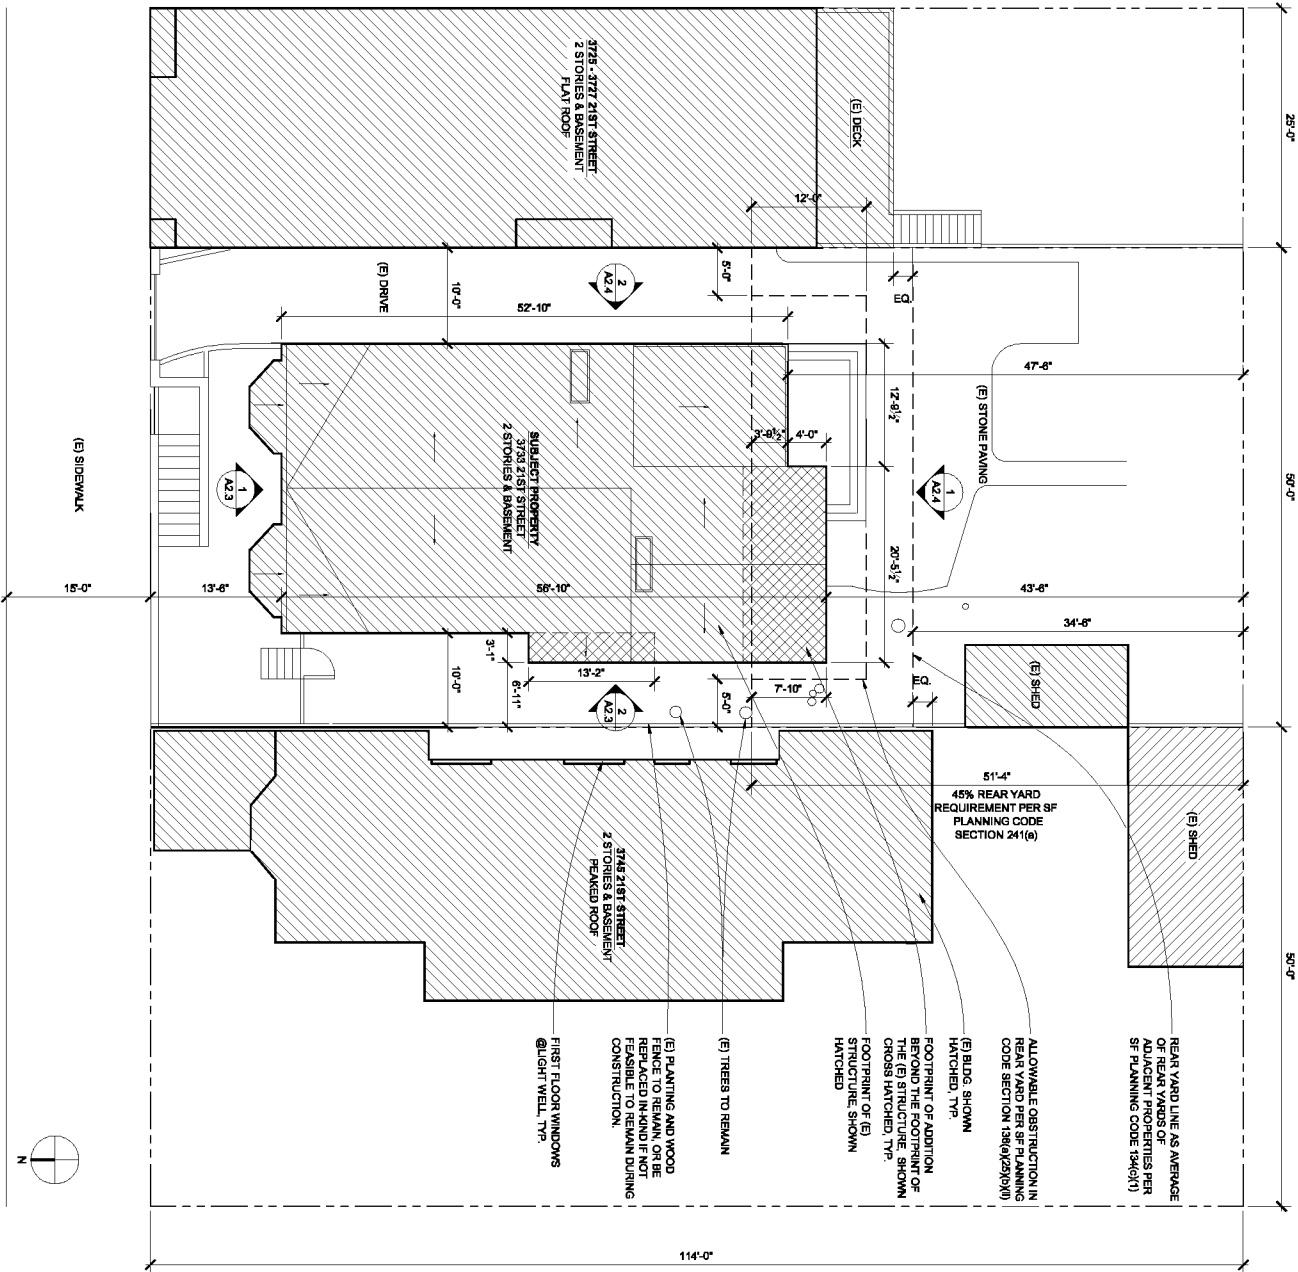 3725 - 3727 21ST STREET
2 STORIES & BASEMENT
FLAT ROOF
(E) DECK
25'-0"
12'-0"
5'-0"
EQ.
(E) DRIVE
10'-0"
2
A2.4
52'-10"
47'-6"
12'-9½"
(E) STONE PAVING
3'-9½"
4'-0"
SUBJECT PROPERTY
3733 21ST STREET
2 STORIES & BASEMENT
1
A2.3
1
A2.4
(E) SIDEWALK
50'-0"
20'-5½"
15'-0"
13'-6"
56'-10"
43'-6"
34'-6"
3'-1"
10'-0"
6'-11"
13'-2"
2
A2.3
5'-0"
7'-10"
EQ.
(E) SHED
51'-4"
45% REAR YARD
REQUIREMENT PER SF
PLANNING CODE
SECTION 241(a)
(E) SHED
3745 21ST STREET
2 STORIES & BASEMENT
PEAKED ROOF
50'-0"
REAR YARD LINE AS AVERAGE
OF REAR YARDS OF
ADJACENT PROPERTIES PER
SF PLANNING CODE 134(c)(1)
ALLOWABLE OBSTRUCTION IN
REAR YARD PER SF PLANNING
CODE SECTION 136(a)(25)(b)(ii)
(E) BLDG. SHOWN
HATCHED, TYP.
FOOTPRINT OF ADDITION
BEYOND THE FOOTPRINT OF
THE (E) STRUCTURE, SHOWN
CROSS HATCHED, TYP.
FOOTPRINT OF (E)
STRUCTURE, SHOWN
HATCHED
(E) TREES TO REMAIN
(E) PLANTING AND WOOD
FENCE TO REMAIN, OR BE
REPLACED IN-KIND IF NOT
FEASIBLE TO REMAIN DURING
CONSTRUCTION.
FIRST FLOOR WINDOWS
@LIGHT WELL, TYP.
N
114'-0"